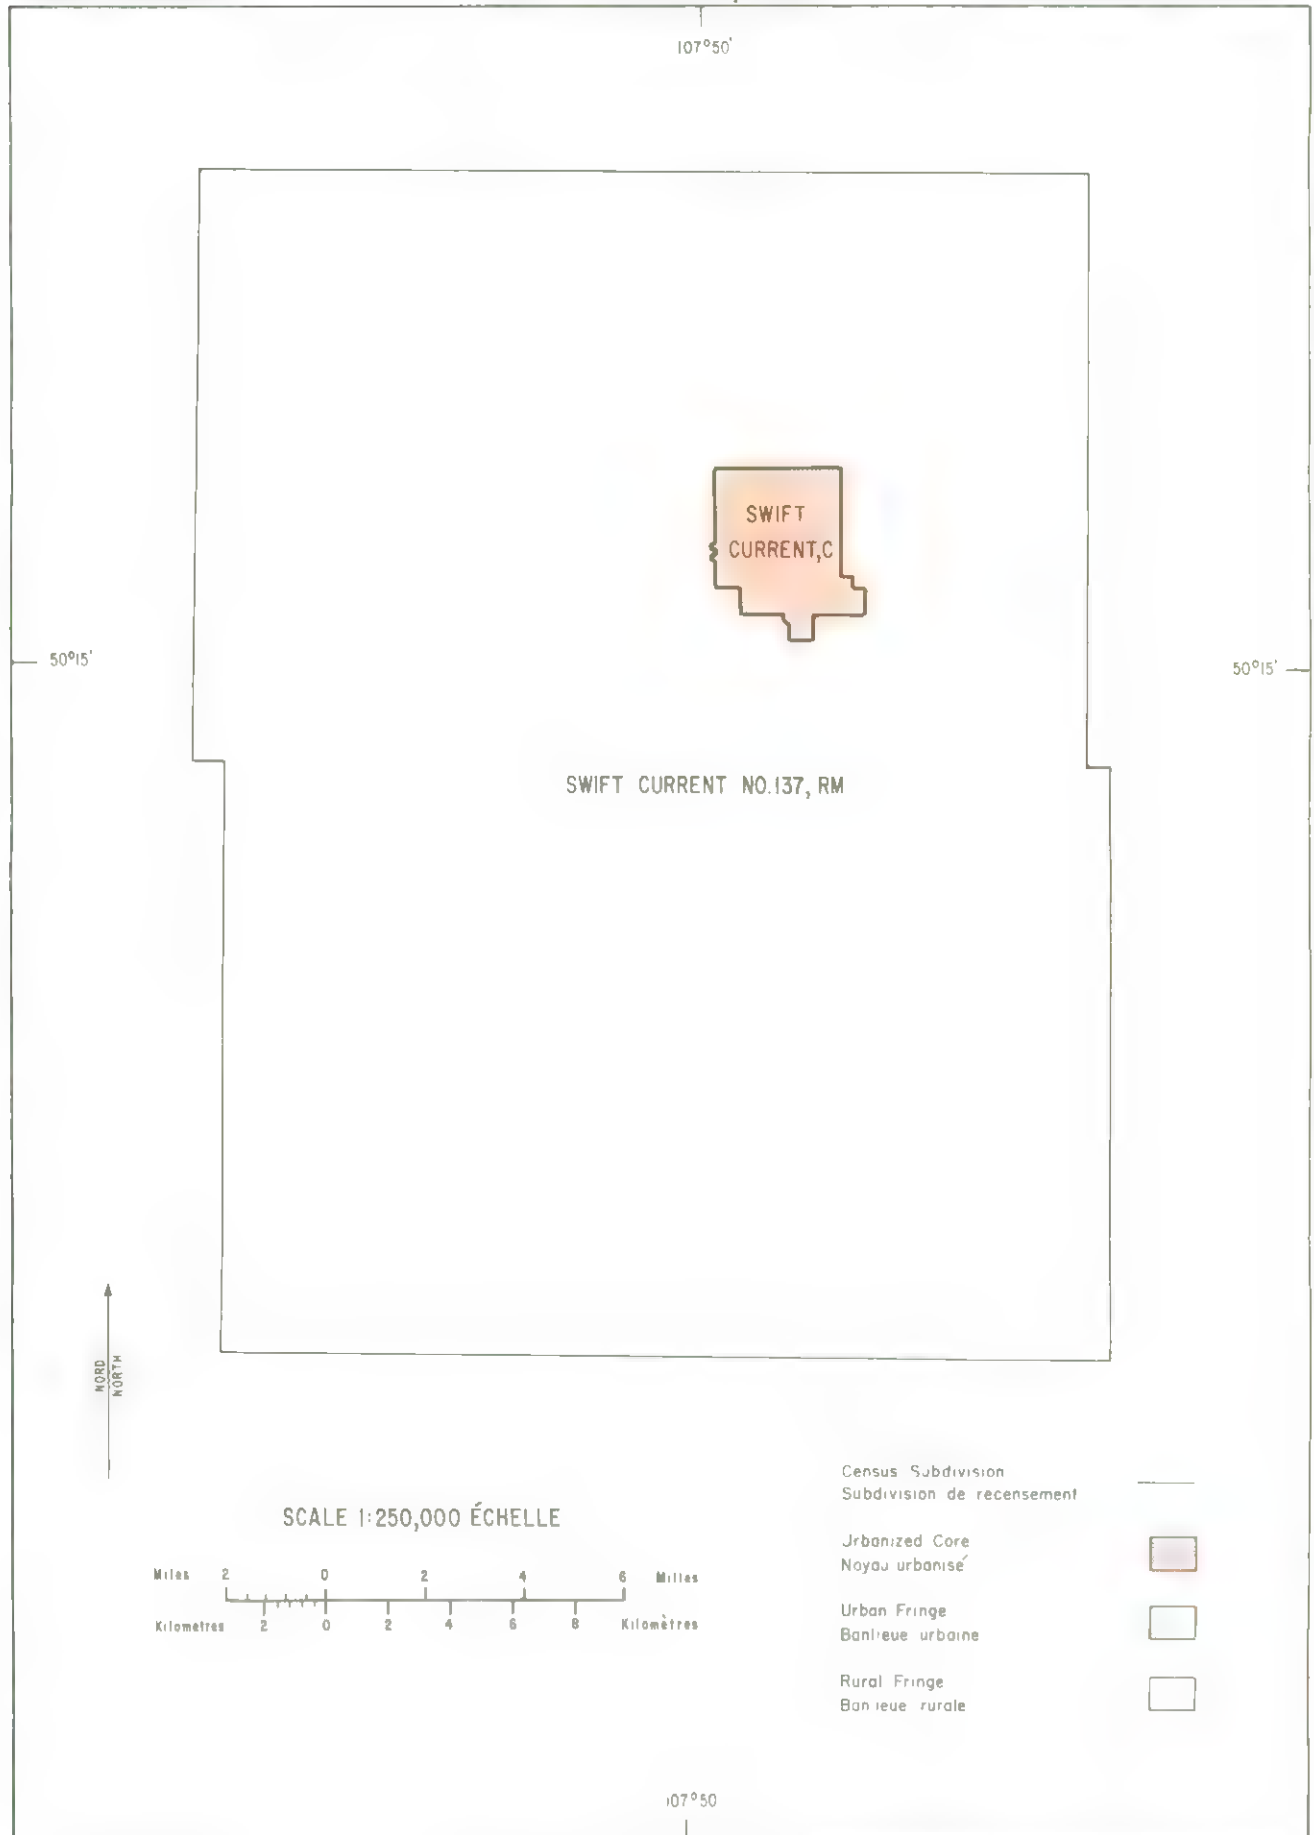 107°50'
SWIFT
CURRENT,C
50°15'
50°15'
SWIFT CURRENT NO.137, RM
NORD
NORTH
SCALE 1:250,000 ÉCHELLE
Miles 2 0 2 4 6 Milles
Kilometres 2 0 2 4 6 8 Kilomètres
Census Subdivision
Subdivision de recensement
Urbanized Core
Noyau urbanisé
Urban Fringe
Banlieue urbaine
Rural Fringe
Banlieue rurale
107°50